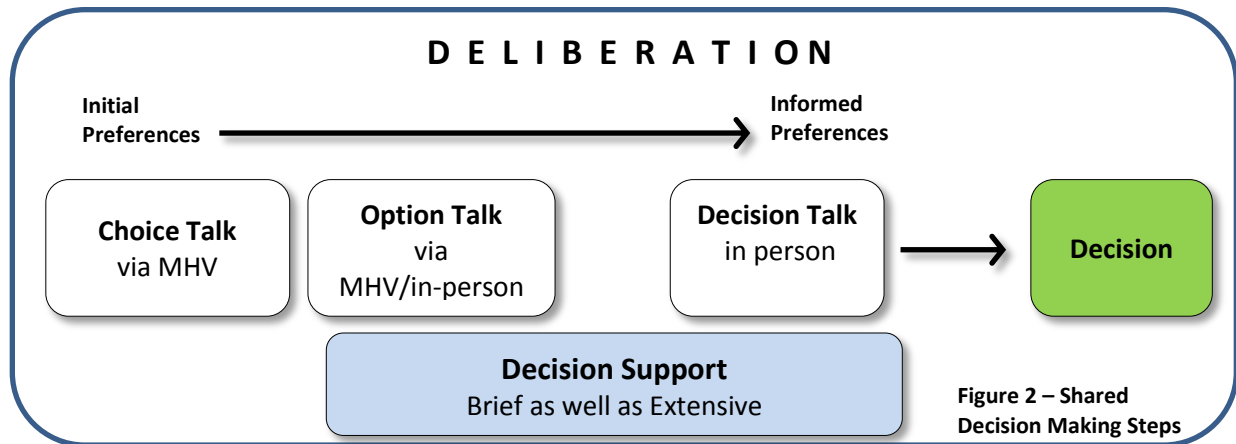 DELIBERATION
Initial
Preferences
Informed
Preferences
Choice Talk
via MHV
Option Talk
via
MHV/in-person
Decision Talk
in person
Decision
Decision Support
Brief as well as Extensive
Figure 2 – Shared
Decision Making Steps